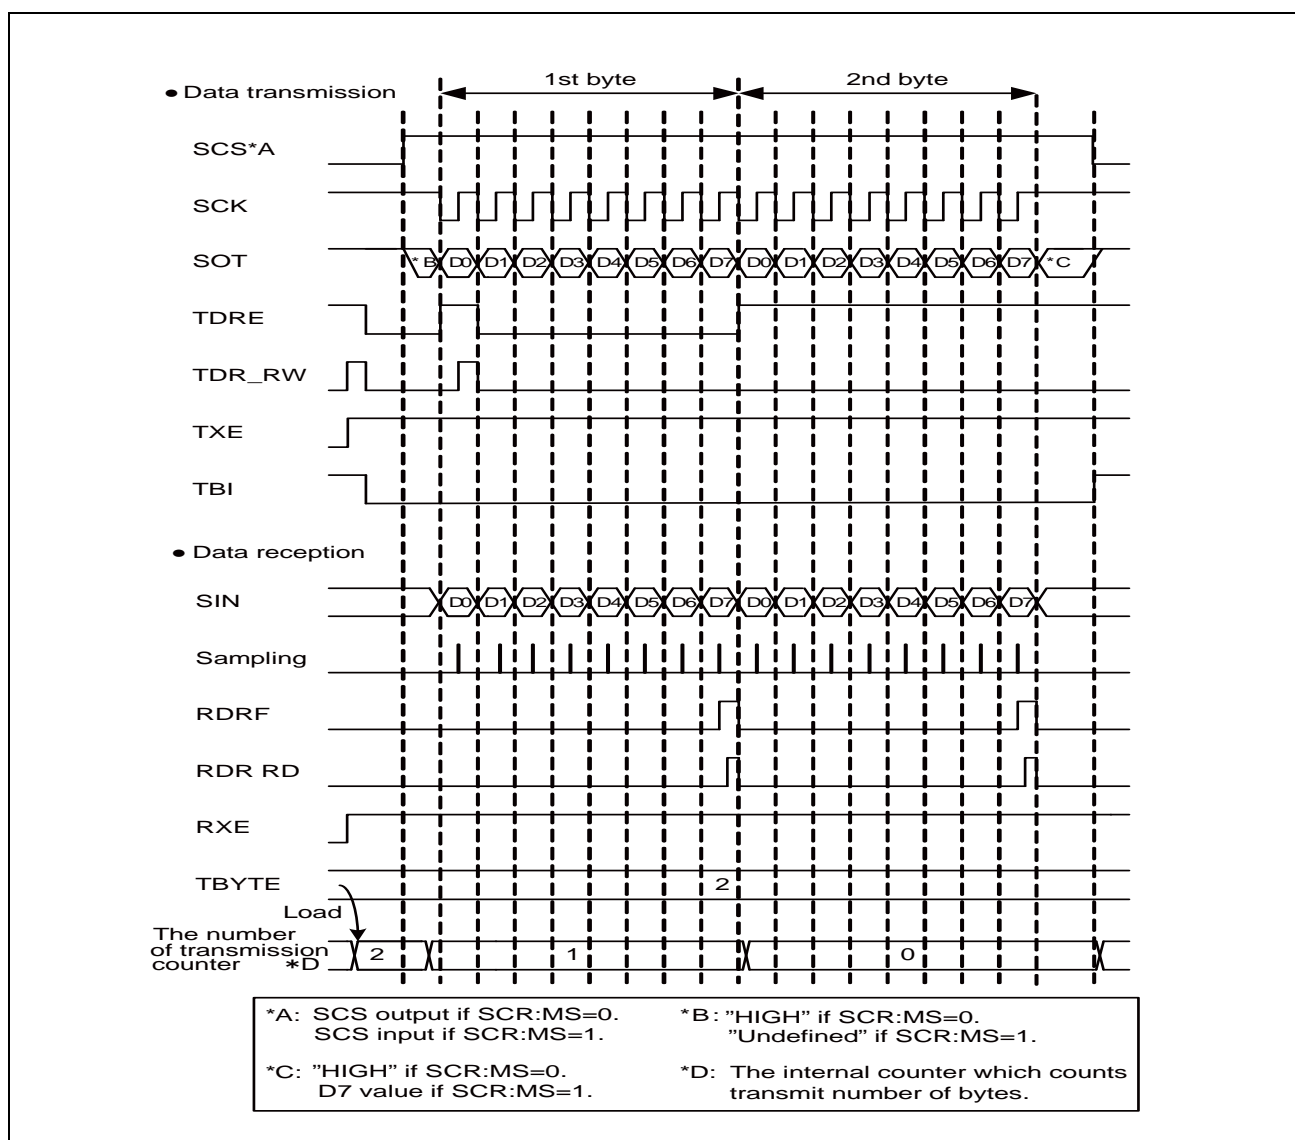 1st byte 2nd byte
● Data transmission
SCS*A
SCK
SOT *B D0 D1 D2 D3 D4 D5 D6 D7 D0 D1 D2 D3 D4 D5 D6 D7 *C
TDRE
TDR_RW
TXE
TBI
● Data reception
SIN D0 D1 D2 D3 D4 D5 D6 D7 D0 D1 D2 D3 D4 D5 D6 D7
Sampling
RDRF
RDR RD
RXE
TBYTE 2
Load
The number
of transmission
counter *D 2 1 0
*A: SCS output if SCR:MS=0.
SCS input if SCR:MS=1.
*B: "HIGH" if SCR:MS=0.
"Undefined" if SCR:MS=1.
*C: "HIGH" if SCR:MS=0.
D7 value if SCR:MS=1.
*D: The internal counter which counts
transmit number of bytes.